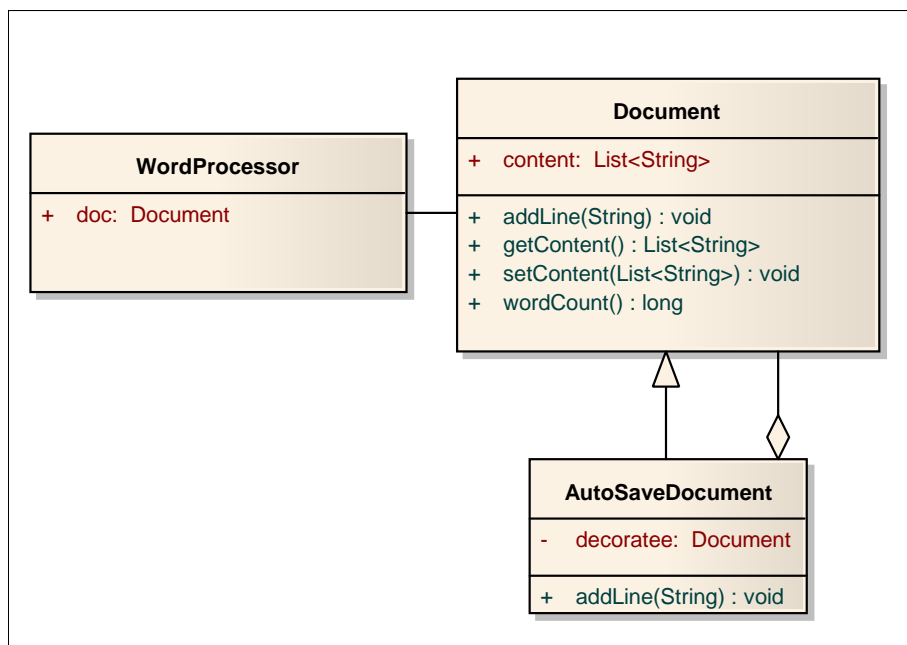 WordProcessor
+ doc: Document
Document
+ content: List<String>
+ addLine(String) : void
+ getContent() : List<String>
+ setContent(List<String>) : void
+ wordCount() : long
AutoSaveDocument
- decoratee: Document
+ addLine(String) : void